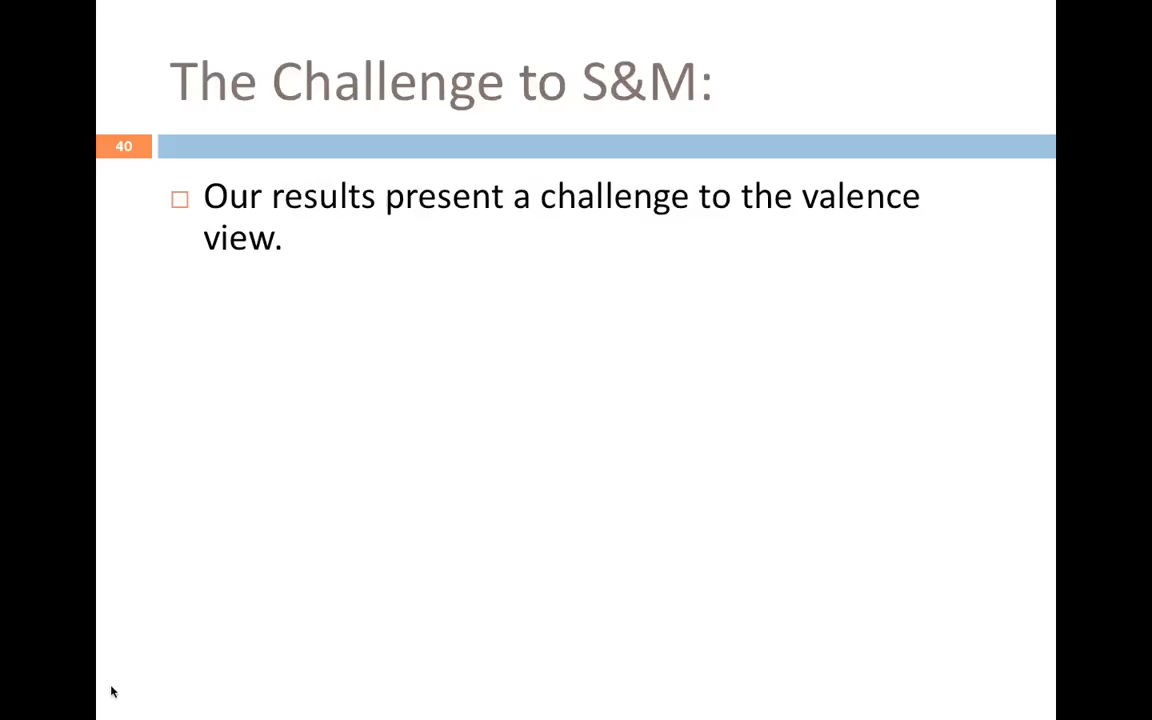 The Challenge to S&M:
40
Our results present a challenge to the valence
view.